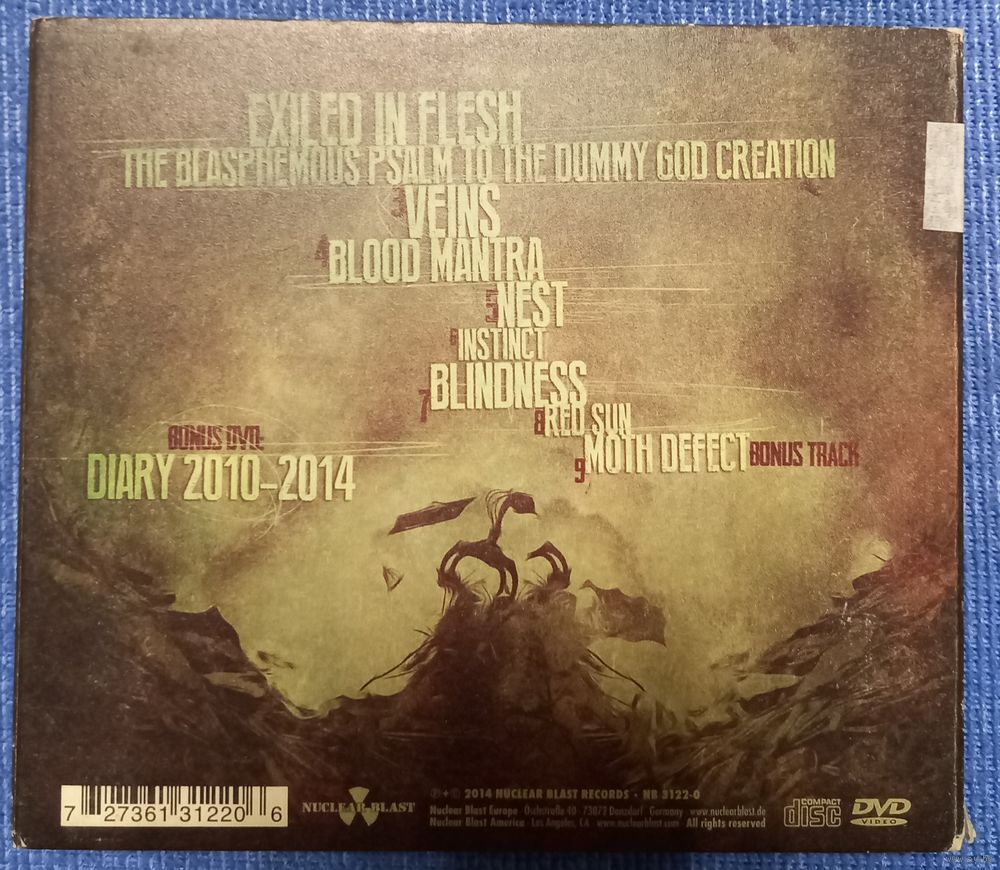 EXILED IN FLESH
THE BLASPHEMOUS PSALM TO THE DUMMY GOD CREATION
3 VEINS
4 BLOOD MANTRA
5 NEST
6 INSTINCT
7 BLINDNESS
8 RED SUN
9 MOTH DEFECT BONUS TRACK
BONUS DVD:
DIARY 2010-2014
7 27361 31220 6
NUCLEAR BLAST
℗ + © 2014 NUCLEAR BLAST RECORDS · NB 3122-0
Nuclear Blast Europe Oeschstraße 40 · 73072 Donzdorf Germany www.nuclearblast.de
Nuclear Blast America Los Angeles, CA www.nuclearblast.com All rights reserved
COMPACT
disc
DVD
VIDEO